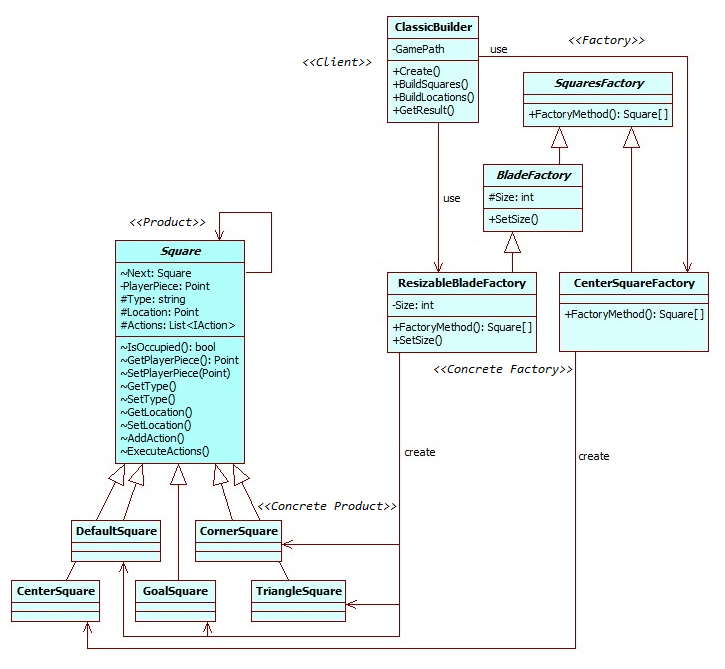 ClassicBuilder
-GamePath
+Create()
+BuildSquares()
+BuildLocations()
+GetResult()
<<Client>>
use
<<Factory>>
SquaresFactory
+FactoryMethod(): Square[]
BladeFactory
#Size: int
+SetSize()
use
<<Product>>
Square
~Next: Square
-PlayerPiece: Point
#Type: string
#Location: Point
#Actions: List<IAction>
~IsOccupied(): bool
~GetPlayerPiece(): Point
~SetPlayerPiece(Point)
~GetType()
~SetType()
~GetLocation()
~SetLocation()
~AddAction()
~ExecuteActions()
ResizableBladeFactory
-Size: int
+FactoryMethod(): Square[]
+SetSize()
CenterSquareFactory
+FactoryMethod(): Square[]
<<Concrete Factory>>
create
create
<<Concrete Product>>
DefaultSquare
CornerSquare
CenterSquare
GoalSquare
TriangleSquare